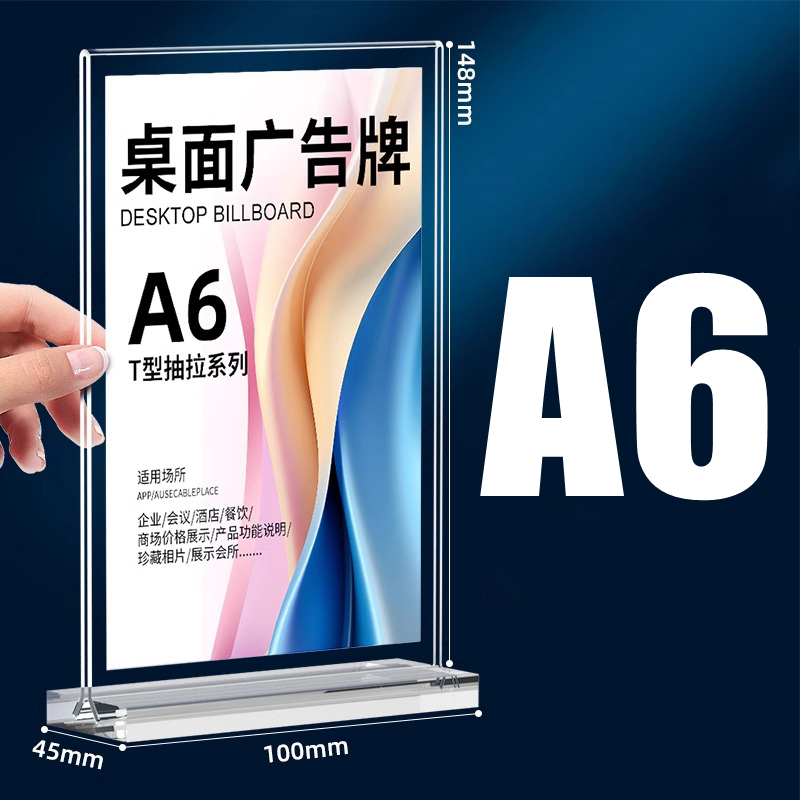 148mm
桌面广告牌
DESKTOP BILLBOARD
A6
T型抽拉系列
A6
适用场所
APP/AUSECABLEPLACE
企业/会议/酒店/餐饮/
商场价格展示/产品功能说明/
珍藏相片/展示会所.......
45mm
100mm